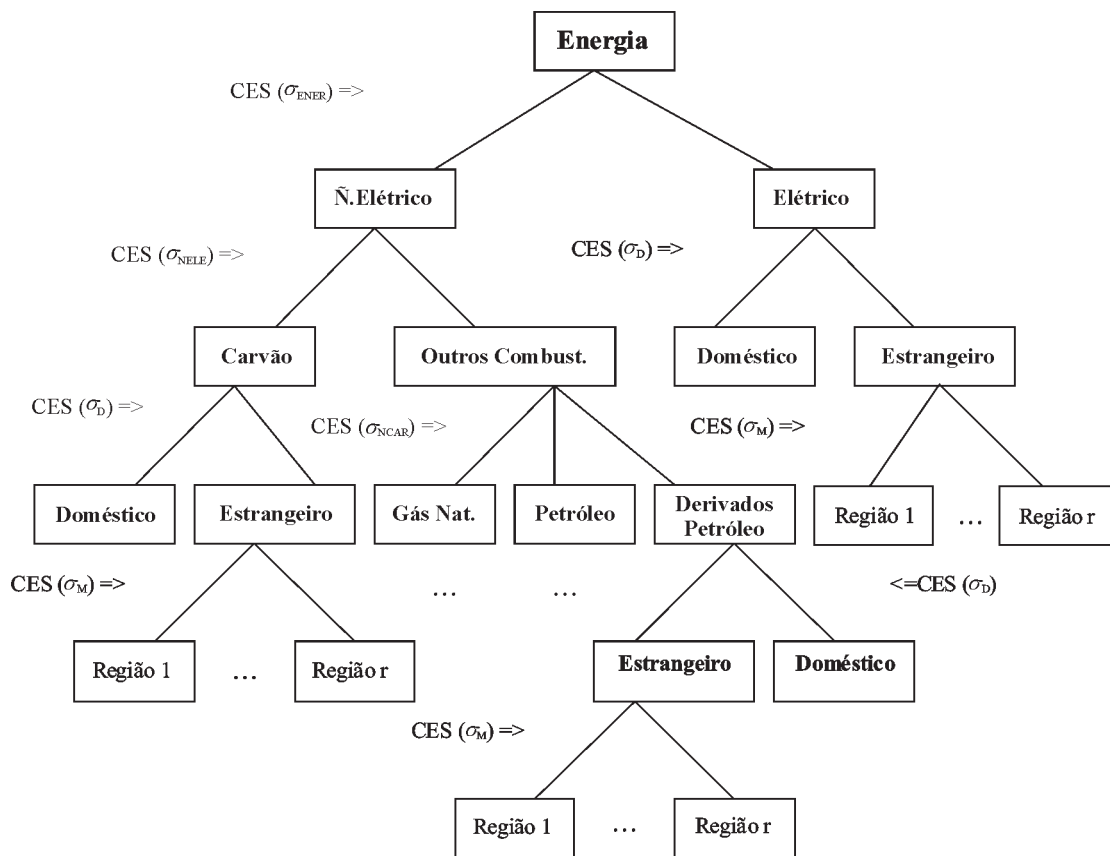 Energia
CES (σENER) =>
Ñ.Elétrico
Elétrico
CES (σNELE) =>
CES (σD) =>
Carvão
Outros Combust.
Doméstico
Estrangeiro
CES (σD) =>
CES (σNCAR) =>
CES (σM) =>
Doméstico
Estrangeiro
Gás Nat.
Petróleo
Derivados
Petróleo
Região 1
...
Região r
CES (σM) =>
...
...
<=CES (σD)
Região 1
...
Região r
Estrangeiro
Doméstico
CES (σM) =>
Região 1
...
Região r